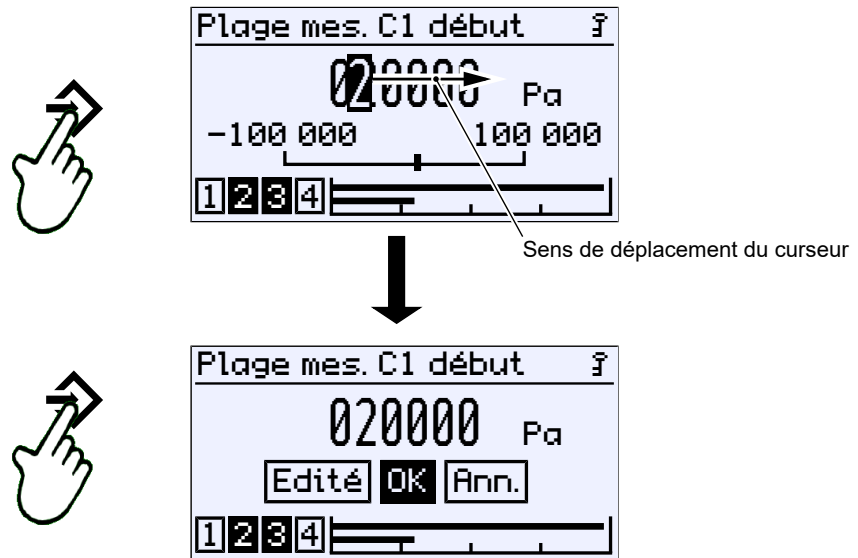 Plage mes. C1 début
020000 Pa
-100 000 100 000
1 2 3 4
Sens de déplacement du curseur
Plage mes. C1 début
020000 Pa
Edité OK Ann.
1 2 3 4